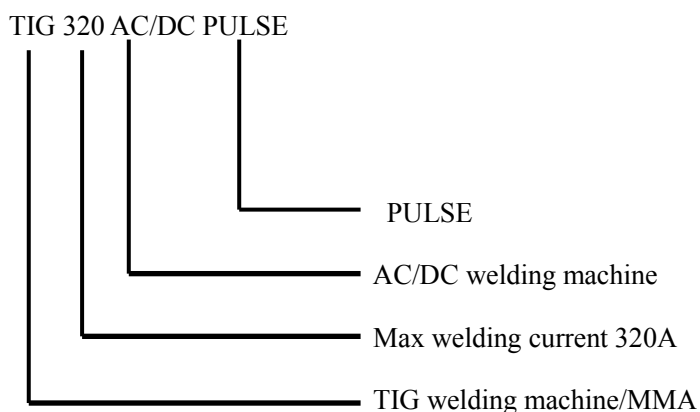 TIG 320 AC/DC PULSE
PULSE
AC/DC welding machine
Max welding current 320A
TIG welding machine/MMA